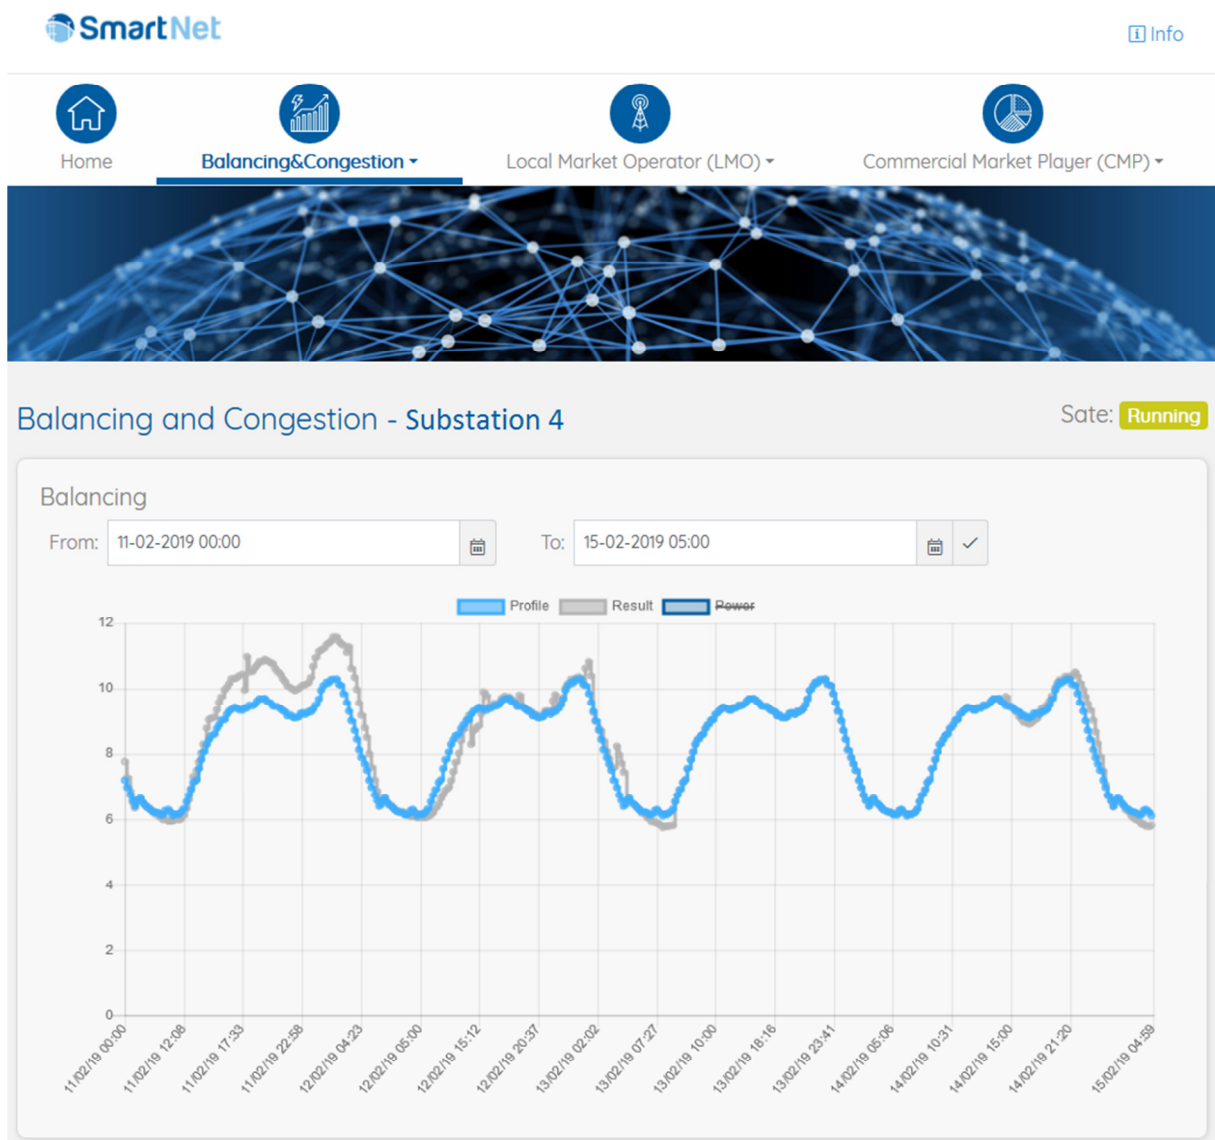 SmartNet
i Info
Home
Balancing&Congestion
Local Market Operator (LMO)
Commercial Market Player (CMP)
Balancing and Congestion - Substation 4
Sate: Running
Balancing
From: 11-02-2019 00:00 To: 15-02-2019 05:00
Profile Result Power
12
10
8
6
4
2
0
11/02/19 00:00
11/02/19 12:08
11/02/19 17:33
11/02/19 22:58
12/02/19 04:23
12/02/19 05:00
12/02/19 15:12
12/02/19 20:37
13/02/19 02:02
13/02/19 07:27
13/02/19 10:00
13/02/19 18:16
13/02/19 23:41
14/02/19 05:06
14/02/19 10:31
14/02/19 15:00
14/02/19 21:20
15/02/19 04:59